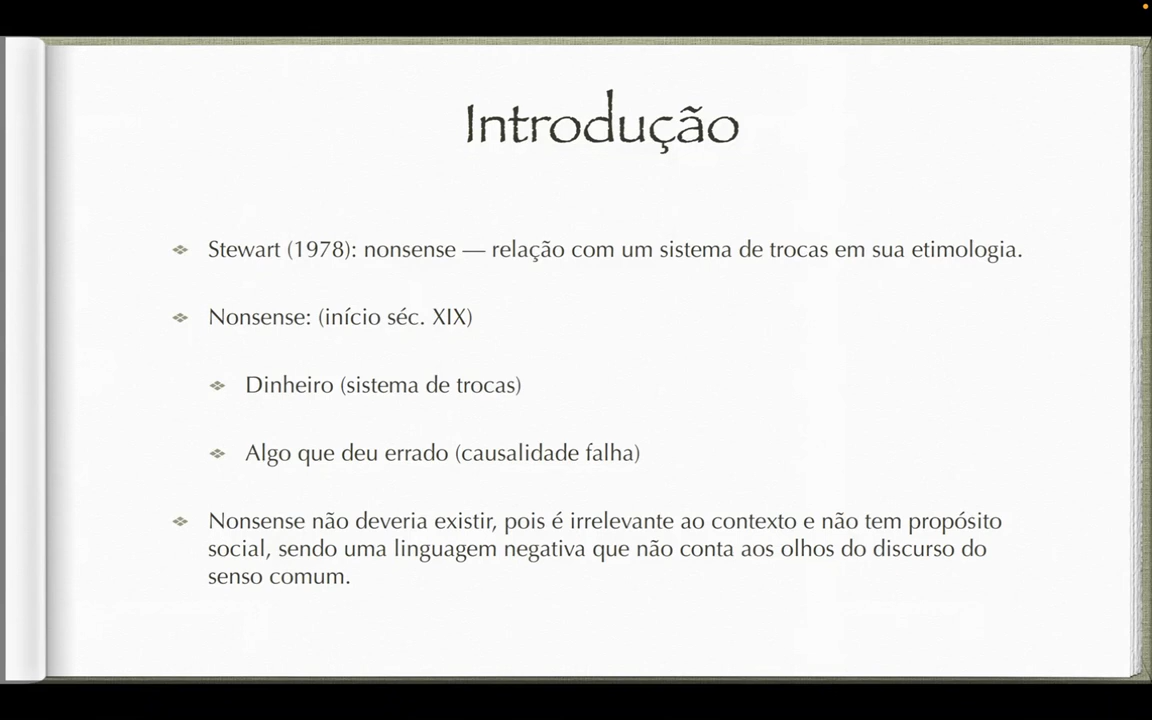 Introdução
Stewart (1978): nonsense — relação com um sistema de trocas em sua etimologia.
Nonsense: (início séc. XIX)
Dinheiro (sistema de trocas)
Algo que deu errado (causalidade falha)
Nonsense não deveria existir, pois é irrelevante ao contexto e não tem propósito
social, sendo uma linguagem negativa que não conta aos olhos do discurso do
senso comum.